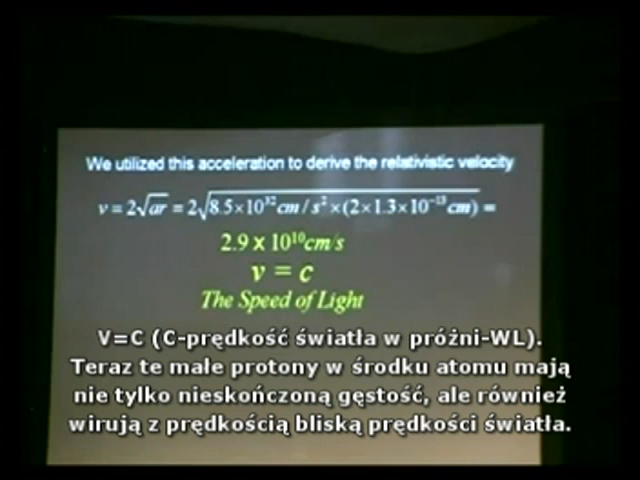 We utilized this acceleration to derive the relativistic velocity
v = 2√ar = 2√8.5×10³²cm/s²×(2×1.3×10⁻¹³cm) =
2.9 x 10¹⁰cm/s
v = c
The Speed of Light
V=C (C-prędkość światła w próżni-WL).
Teraz te małe protony w środku atomu mają
nie tylko nieskończoną gęstość, ale również
wirują z prędkością bliską prędkości światła.